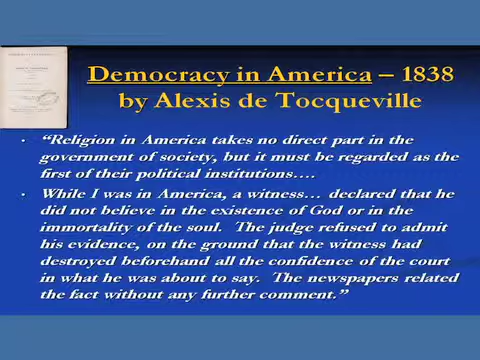 Democracy in America – 1838
by Alexis de Tocqueville
• “Religion in America takes no direct part in the
government of society, but it must be regarded as the
first of their political institutions….
• While I was in America, a witness… declared that he
did not believe in the existence of God or in the
immortality of the soul. The judge refused to admit
his evidence, on the ground that the witness had
destroyed beforehand all the confidence of the court
in what he was about to say. The newspapers related
the fact without any further comment.”